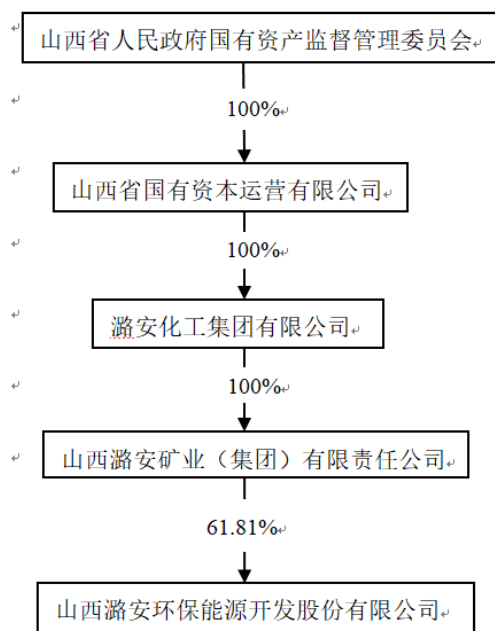 山西省人民政府国有资产监督管理委员会
100%
山西省国有资本运营有限公司
100%
潞安化工集团有限公司
100%
山西潞安矿业（集团）有限责任公司
61.81%
山西潞安环保能源开发股份有限公司